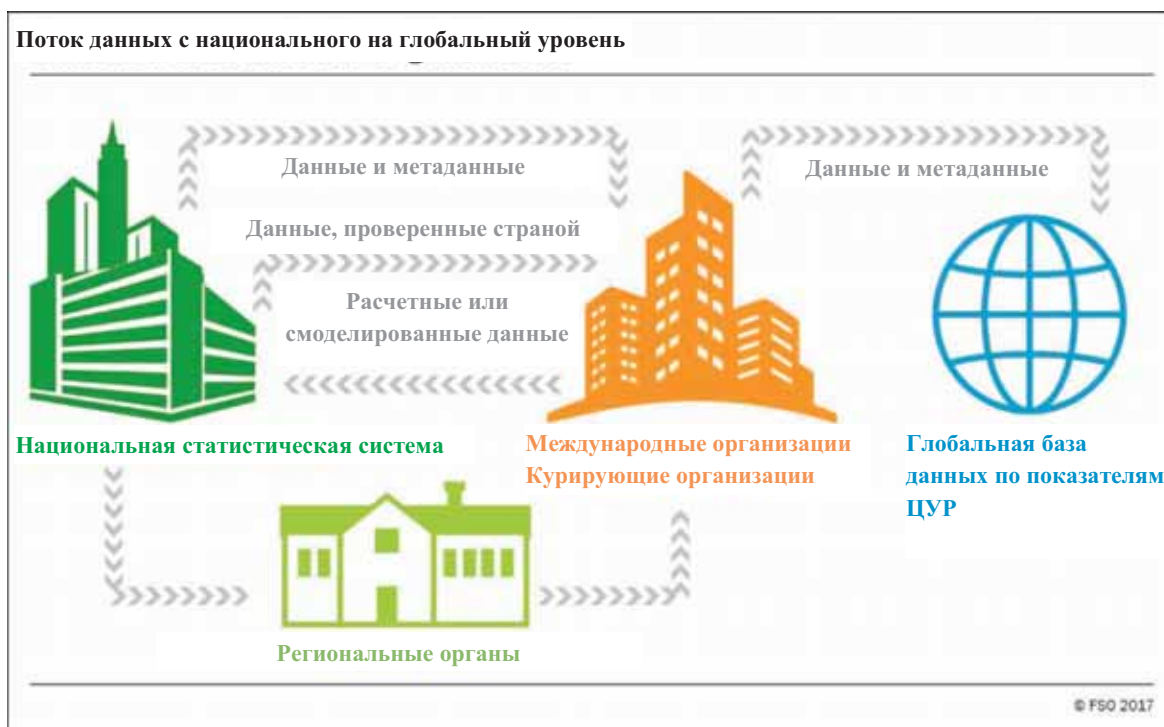 Поток данных с национального на глобальный уровень
Данные и метаданные
Данные и метаданные
Данные, проверенные страной
Расчетные или
смоделированные данные
Национальная статистическая система
Международные организации
Курирующие организации
Глобальная база
данных по показателям
ЦУР
Региональные органы
© FSO 2017